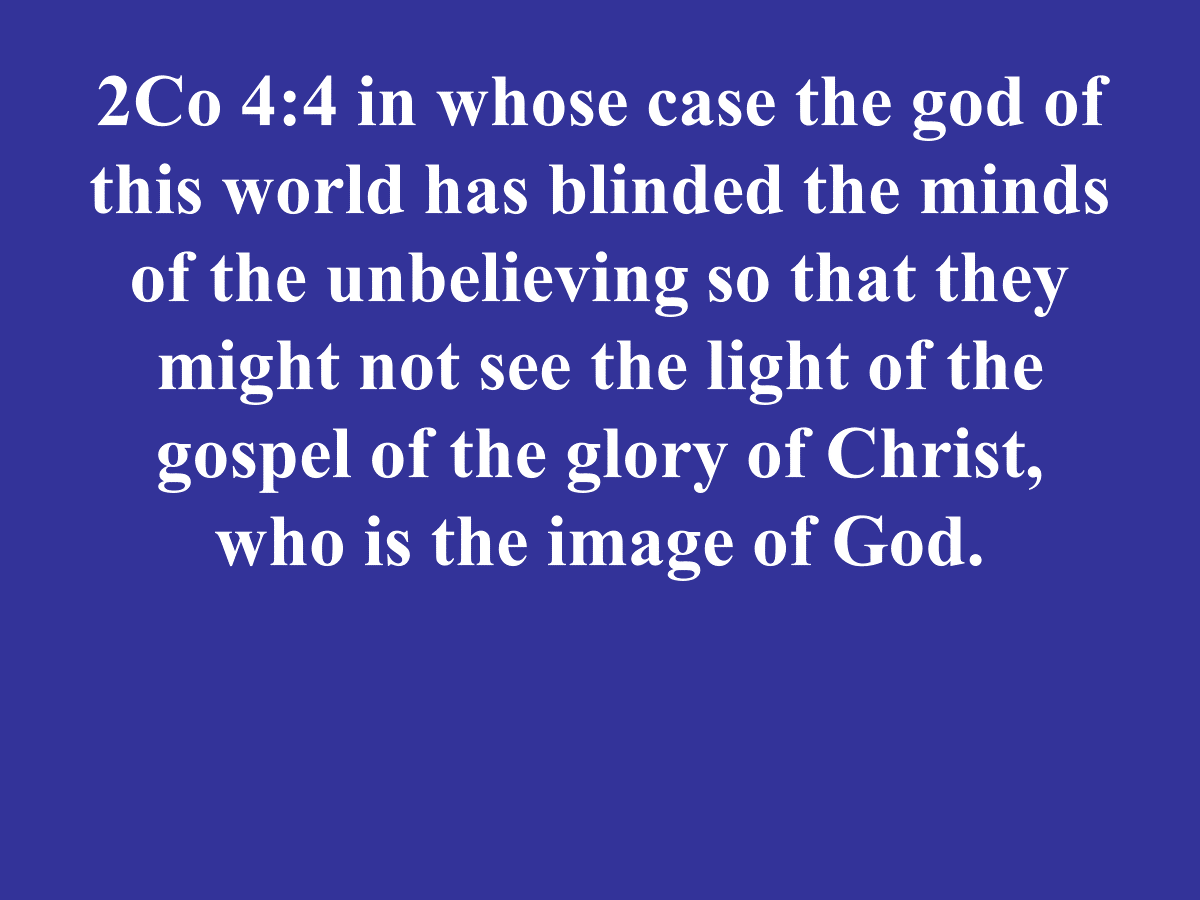 2Co 4:4 in whose case the god of
this world has blinded the minds
of the unbelieving so that they
might not see the light of the
gospel of the glory of Christ,
who is the image of God.